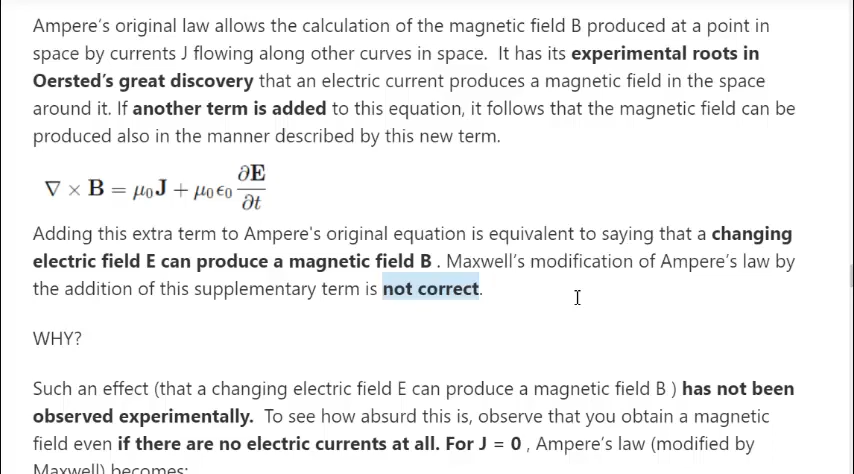 Ampere's original law allows the calculation of the magnetic field B produced at a point in
space by currents J flowing along other curves in space.  It has its experimental roots in
Oersted's great discovery that an electric current produces a magnetic field in the space
around it. If another term is added to this equation, it follows that the magnetic field can be
produced also in the manner described by this new term.
∇ × B = μ₀J + μ₀ϵ₀ ∂E/∂t
Adding this extra term to Ampere's original equation is equivalent to saying that a changing
electric field E can produce a magnetic field B . Maxwell's modification of Ampere's law by
the addition of this supplementary term is not correct.
WHY?
Such an effect (that a changing electric field E can produce a magnetic field B ) has not been
observed experimentally.  To see how absurd this is, observe that you obtain a magnetic
field even if there are no electric currents at all. For J = 0 , Ampere's law (modified by
Maxwell) becomes: